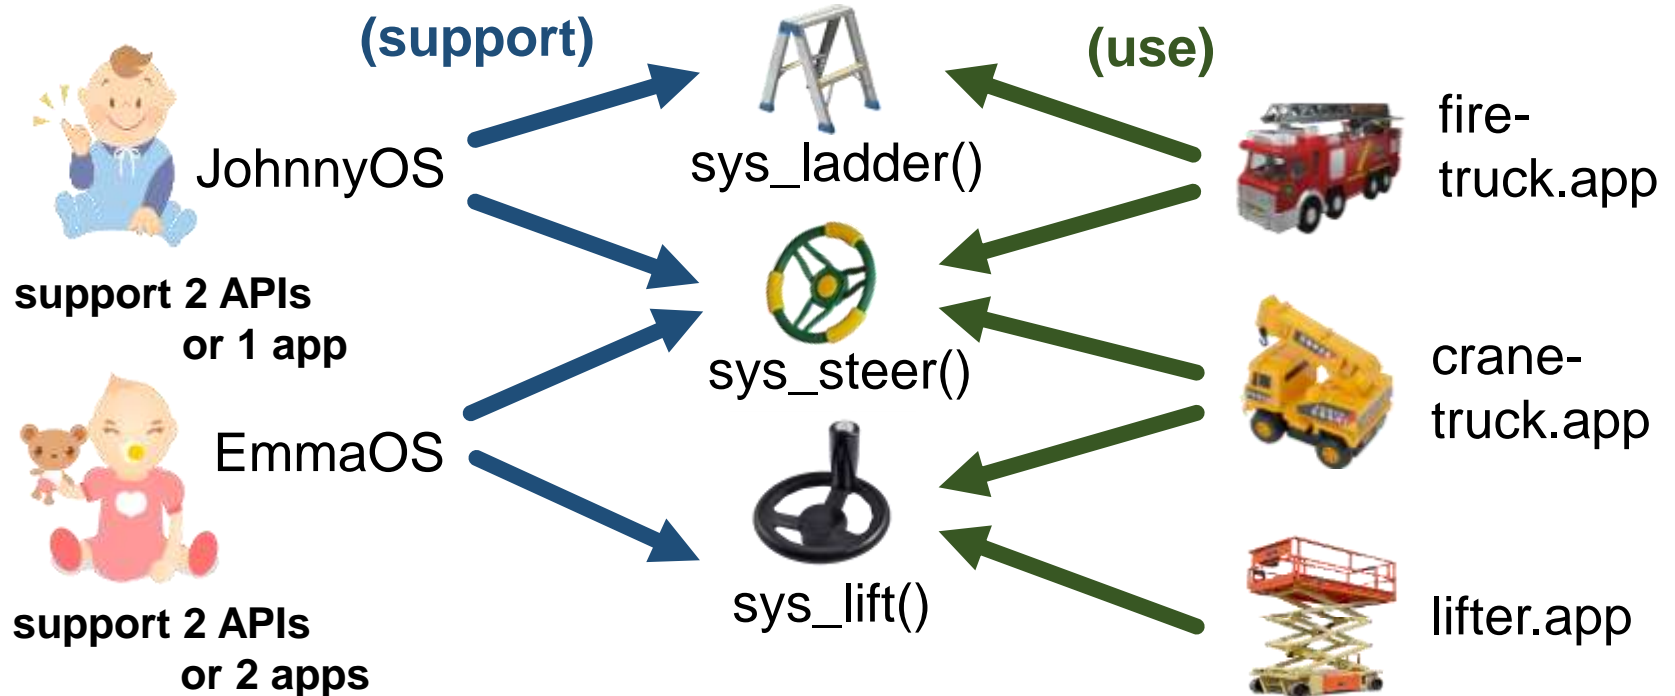 (support)
(use)
JohnnyOS
support 2 APIs
or 1 app
EmmaOS
support 2 APIs
or 2 apps
sys_ladder()
sys_steer()
sys_lift()
fire-
truck.app
crane-
truck.app
lifter.app